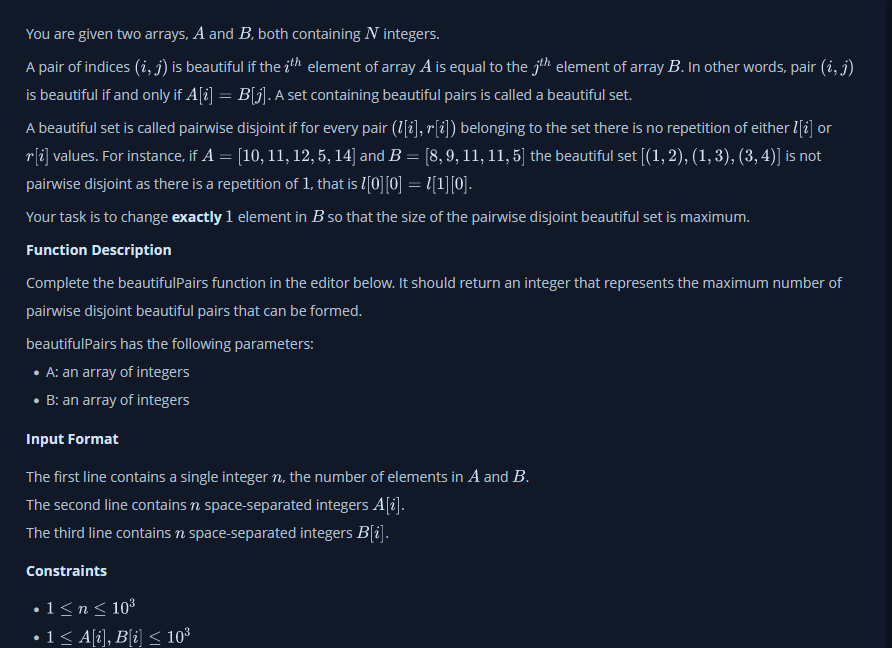 You are given two arrays, A and B, both containing N integers.
A pair of indices (i, j) is beautiful if the i^th element of array A is equal to the j^th element of array B. In other words, pair (i, j)
is beautiful if and only if A[i] = B[j]. A set containing beautiful pairs is called a beautiful set.
A beautiful set is called pairwise disjoint if for every pair (l[i], r[i]) belonging to the set there is no repetition of either l[i] or
r[i] values. For instance, if A = [10, 11, 12, 5, 14] and B = [8, 9, 11, 11, 5] the beautiful set [(1, 2), (1, 3), (3, 4)] is not
pairwise disjoint as there is a repetition of 1, that is l[0][0] = l[1][0].
Your task is to change exactly 1 element in B so that the size of the pairwise disjoint beautiful set is maximum.
Function Description
Complete the beautifulPairs function in the editor below. It should return an integer that represents the maximum number of
pairwise disjoint beautiful pairs that can be formed.
beautifulPairs has the following parameters:
• A: an array of integers
• B: an array of integers
Input Format
The first line contains a single integer n, the number of elements in A and B.
The second line contains n space-separated integers A[i].
The third line contains n space-separated integers B[i].
Constraints
• 1 ≤ n ≤ 10^3
• 1 ≤ A[i], B[i] ≤ 10^3